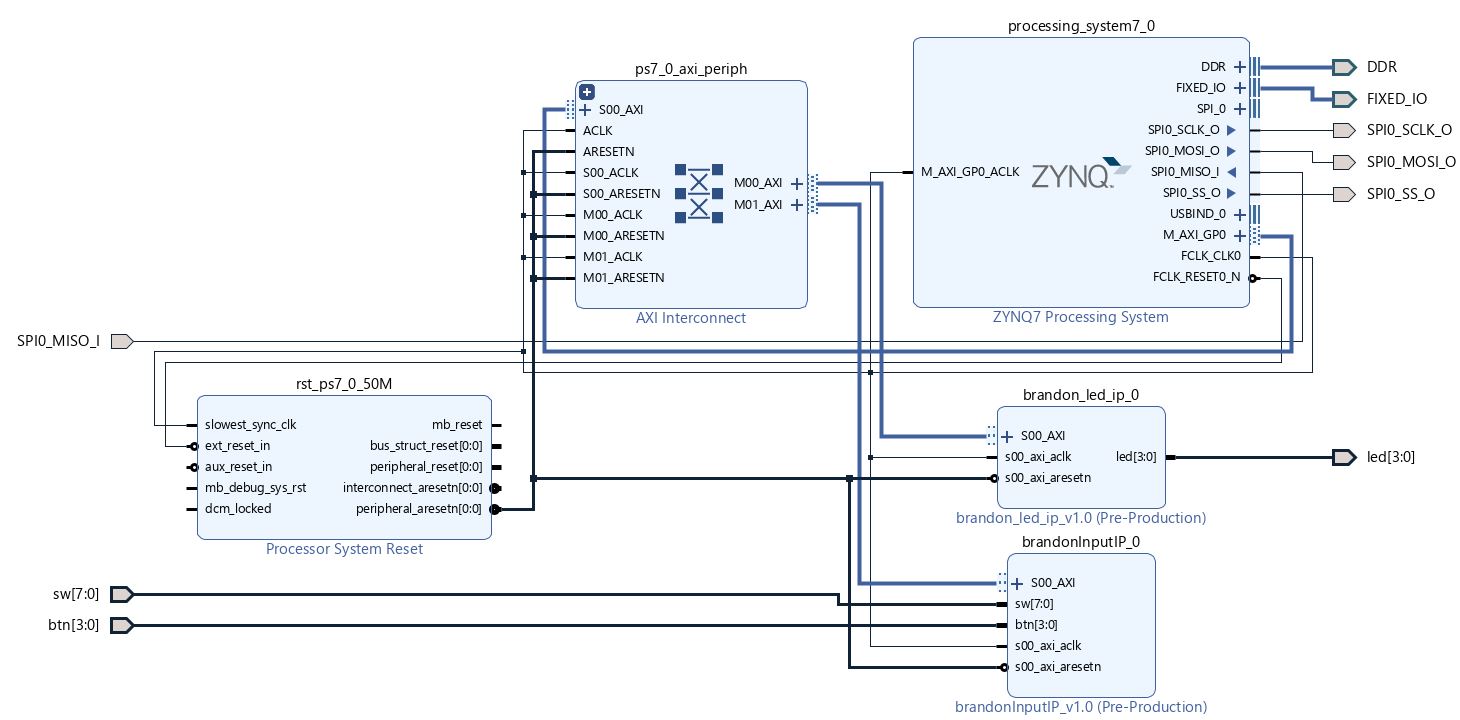 processing_system7_0
DDR
FIXED_IO
SPI_0
SPI0_SCLK_O
SPI0_MOSI_O
SPI0_MISO_I
SPI0_SS_O
USBIND_0
M_AXI_GP0
FCLK_CLK0
FCLK_RESET0_N
M_AXI_GP0_ACLK
ZYNQ
ZYNQ7 Processing System
DDR
FIXED_IO
SPI0_SCLK_O
SPI0_MOSI_O
SPI0_SS_O
ps7_0_axi_periph
S00_AXI
ACLK
ARESETN
S00_ACLK
S00_ARESETN
M00_ACLK
M00_ARESETN
M01_ACLK
M01_ARESETN
M00_AXI
M01_AXI
AXI Interconnect
SPI0_MISO_I
rst_ps7_0_50M
slowest_sync_clk
ext_reset_in
aux_reset_in
mb_debug_sys_rst
dcm_locked
mb_reset
bus_struct_reset[0:0]
peripheral_reset[0:0]
interconnect_aresetn[0:0]
peripheral_aresetn[0:0]
Processor System Reset
brandon_led_ip_0
S00_AXI
s00_axi_aclk
s00_axi_aresetn
led[3:0]
brandon_led_ip_v1.0 (Pre-Production)
led[3:0]
brandonInputIP_0
S00_AXI
sw[7:0]
btn[3:0]
s00_axi_aclk
s00_axi_aresetn
brandonInputIP_v1.0 (Pre-Production)
sw[7:0]
btn[3:0]